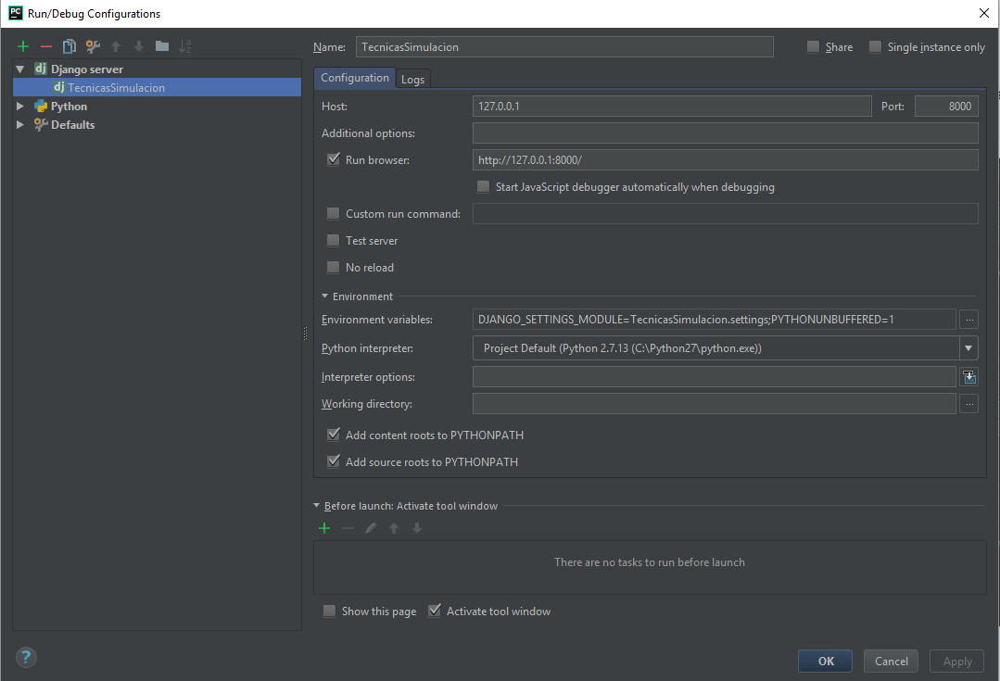 PC Run/Debug Configurations
Name: TecnicasSimulacion Share Single instance only
dj Django server
dj TecnicasSimulacion
Python
Defaults
Configuration Logs
Host: 127.0.0.1 Port: 8000
Additional options:
Run browser: http://127.0.0.1:8000/
Start JavaScript debugger automatically when debugging
Custom run command:
Test server
No reload
Environment
Environment variables: DJANGO_SETTINGS_MODULE=TecnicasSimulacion.settings;PYTHONUNBUFFERED=1 ...
Python interpreter: Project Default (Python 2.7.13 (C:\Python27\python.exe))
Interpreter options:
Working directory: ...
Add content roots to PYTHONPATH
Add source roots to PYTHONPATH
Before launch: Activate tool window
There are no tasks to run before launch
Show this page Activate tool window
? OK Cancel Apply